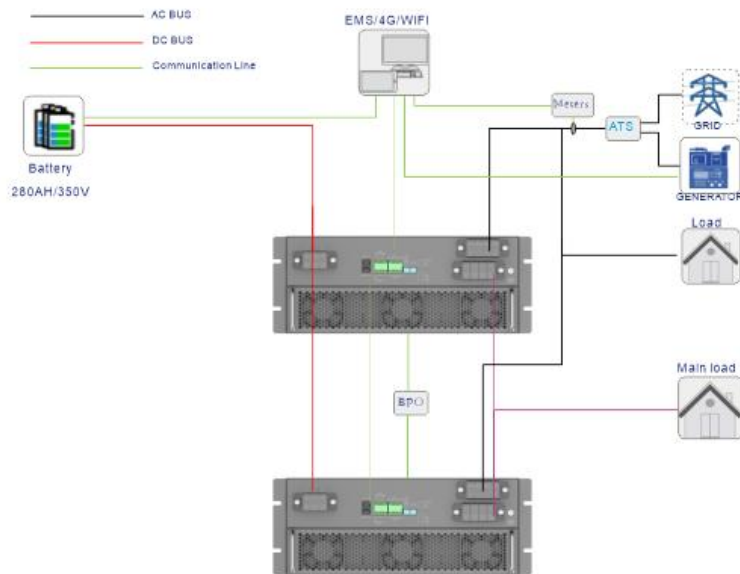 AC BUS
EMS/4G/WIFI
DC BUS
Communication Line
Meters
ATS
GRID
Battery
280AH/350V
GENERATOR
Load
Main load
EPO